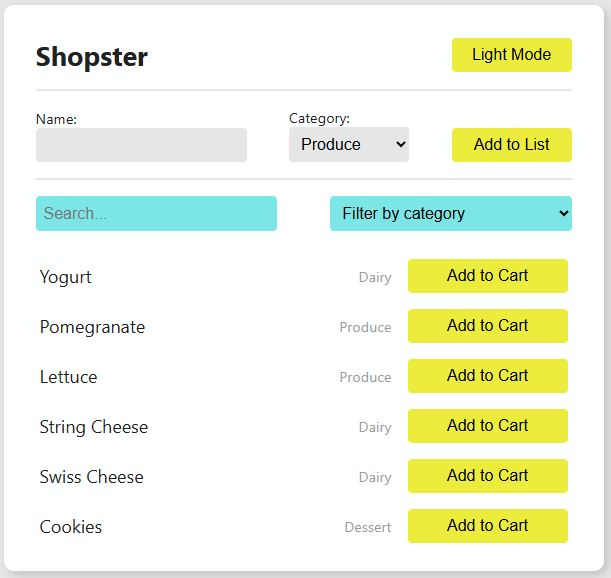 Shopster
Light Mode
Name:
Category:
Produce
Add to List
Search...
Filter by category
Yogurt Dairy Add to Cart
Pomegranate Produce Add to Cart
Lettuce Produce Add to Cart
String Cheese Dairy Add to Cart
Swiss Cheese Dairy Add to Cart
Cookies Dessert Add to Cart